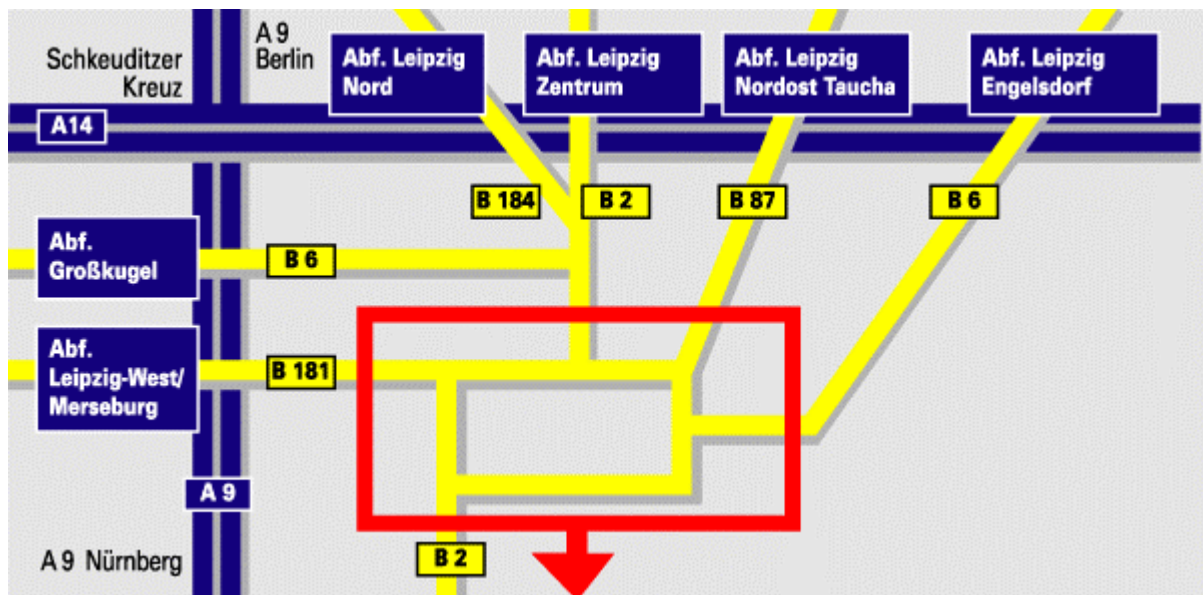 Schkeuditzer
Kreuz
A 9
Berlin
Abf. Leipzig
Nord
Abf. Leipzig
Zentrum
Abf. Leipzig
Nordost Taucha
Abf. Leipzig
Engelsdorf
A14
B 184
B 2
B 87
B 6
Abf.
Großkugel
B 6
Abf.
Leipzig-West/
Merseburg
B 181
A 9
A 9 Nürnberg
B 2